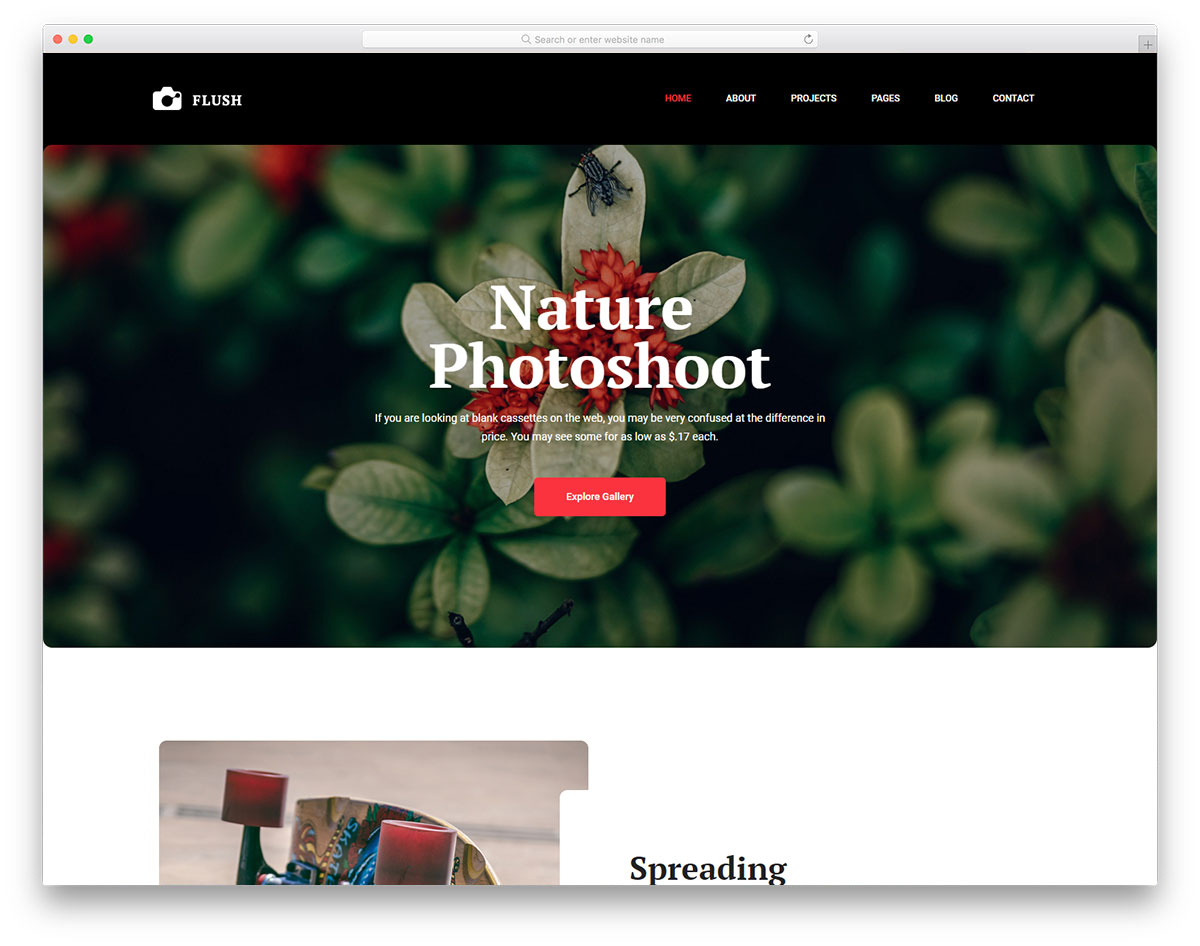 Search or enter website name
FLUSH
HOME ABOUT PROJECTS PAGES BLOG CONTACT
Nature
Photoshoot
If you are looking at blank cassettes on the web, you may be very confused at the difference in
price. You may see some for as low as $.17 each.
Explore Gallery
Spreading